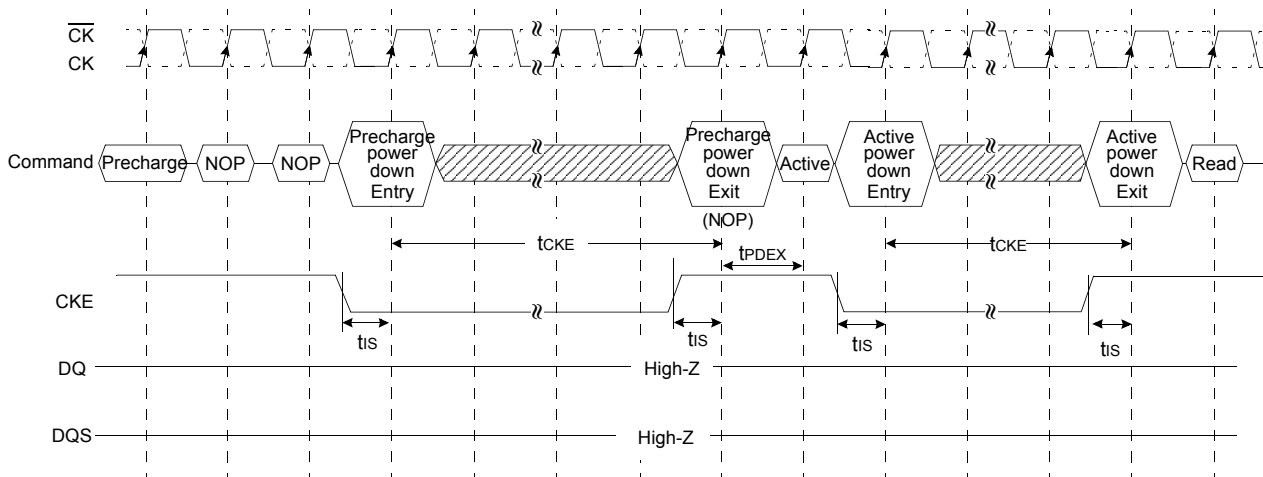 CK
CK
Command
Precharge
NOP
NOP
Precharge
power
down
Entry
Precharge
power
down
Exit
(NOP)
Active
Active
power
down
Entry
Active
power
down
Exit
Read
tCKE
tPDEX
tCKE
CKE
tIS
tIS
tIS
tIS
DQ
High-Z
DQS
High-Z